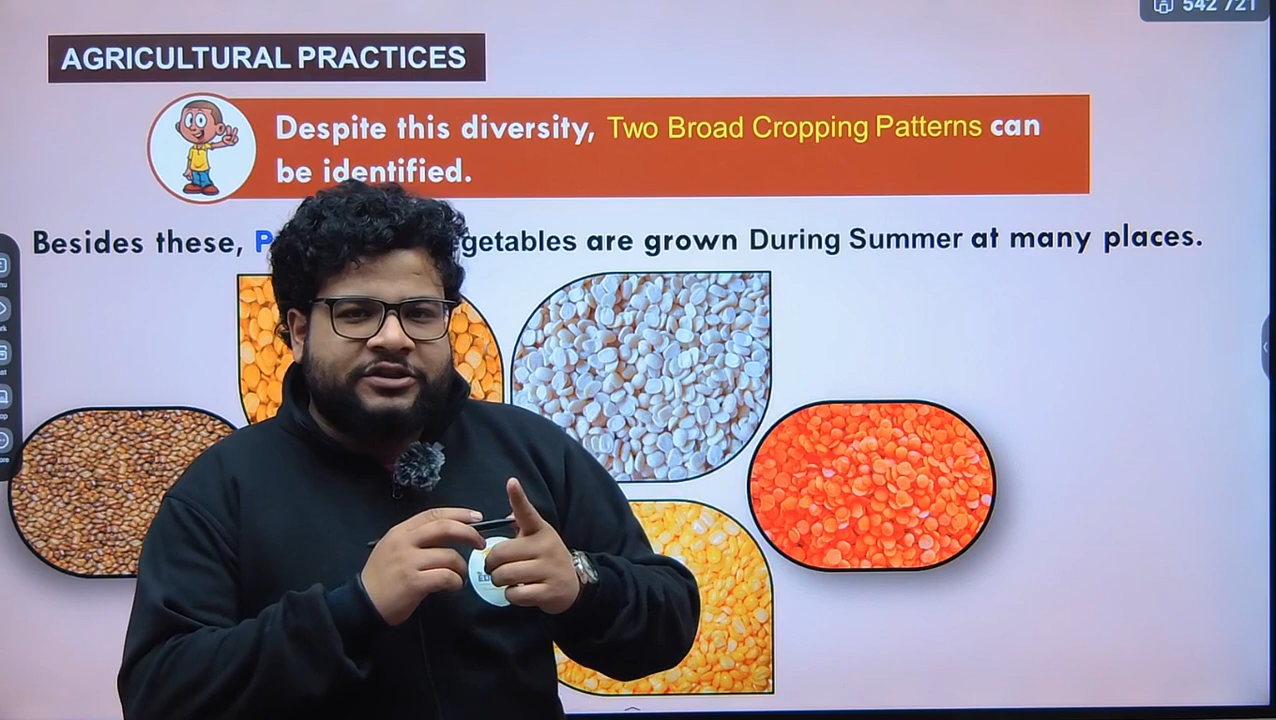 542 721
AGRICULTURAL PRACTICES
Despite this diversity, Two Broad Cropping Patterns can
be identified.
Besides these, are grown During Summer at many places.